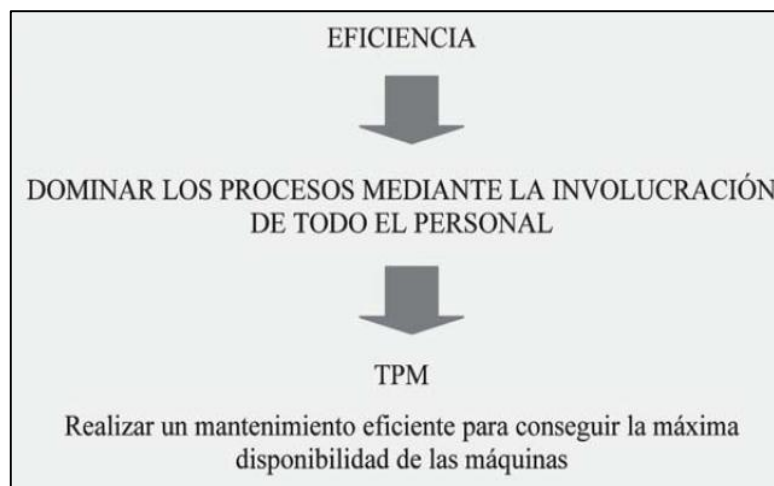 EFICIENCIA
DOMINAR LOS PROCESOS MEDIANTE LA INVOLUCRACIÓN
DE TODO EL PERSONAL
TPM
Realizar un mantenimiento eficiente para conseguir la máxima
disponibilidad de las máquinas